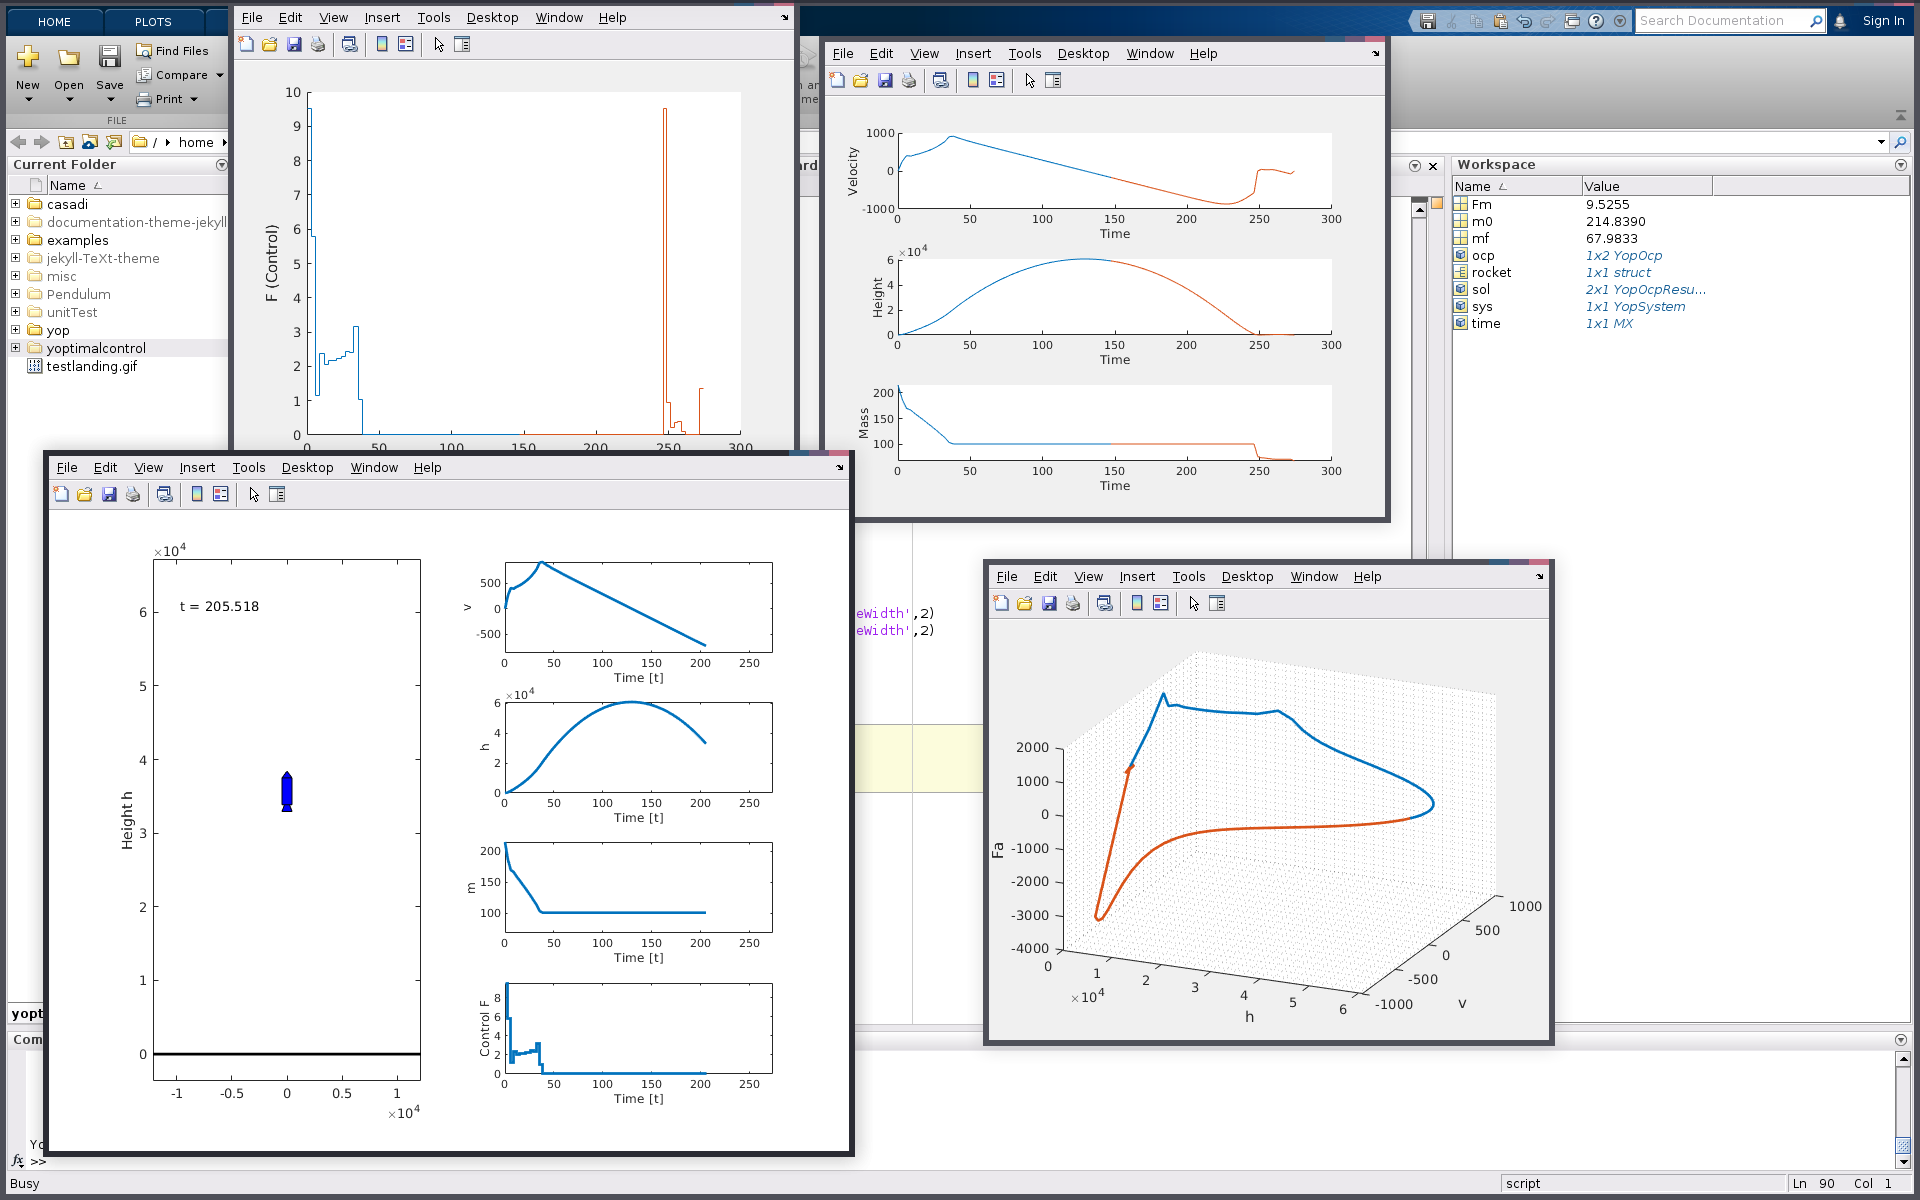 HOME PLOTS
Search Documentation Sign In
New Open Save
Find Files
Compare
Print
FILE
/ home
Current Folder
Name
casadi
documentation-theme-jekyll
examples
jekyll-TeXt-theme
misc
Pendulum
unitTest
yop
yoptimalcontrol
testlanding.gif
File Edit View Insert Tools Desktop Window Help
F (Control)
10
9
8
7
6
5
4
3
2
1
0
0 50 100 150 200 250 300
File Edit View Insert Tools Desktop Window Help
Velocity
1000
0
-1000
0 50 100 150 200 250 300
Time
×10⁴
Height
6
4
2
0
0 50 100 150 200 250 300
Time
Mass
200
150
100
0 50 100 150 200 250 300
Time
Workspace
Name Value
Fm 9.5255
m0 214.8390
mf 67.9833
ocp 1x2 YopOcp
rocket 1x1 struct
sol 2x1 YopOcpResu...
sys 1x1 YopSystem
time 1x1 MX
File Edit View Insert Tools Desktop Window Help
×10⁴
t = 205.518
Height h
6
5
4
3
2
1
0
-1 -0.5 0 0.5 1
×10⁴
v
500
0
-500
0 50 100 150 200 250
Time [t]
×10⁴
h
6
4
2
0
0 50 100 150 200 250
Time [t]
m
200
150
100
0 50 100 150 200 250
Time [t]
Control F
8
6
4
2
0
0 50 100 150 200 250
Time [t]
eWidth',2)
eWidth',2)
File Edit View Insert Tools Desktop Window Help
Fa
2000
1000
0
-1000
-2000
-3000
-4000
0 1 2 3 4 5 6
×10⁴
h
-1000 -500 0 500 1000
v
yopt
Com
Yo
fx >>
Busy
script
Ln 90 Col 1